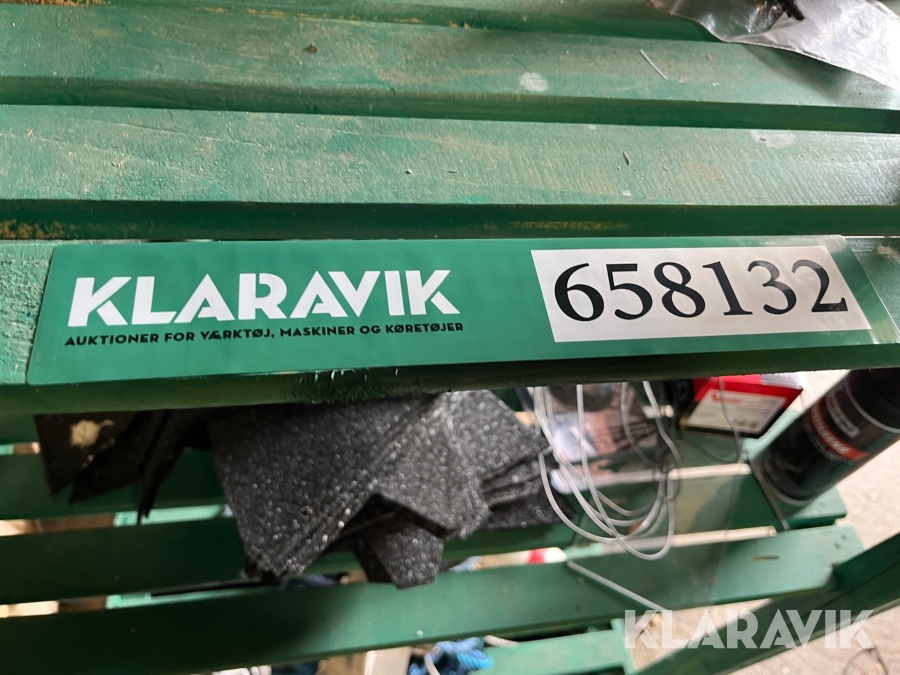 KLARAVIK
AUKTIONER FOR VÆRKTØJ, MASKINER OG KØRETØJER
658132
KLARAVIK